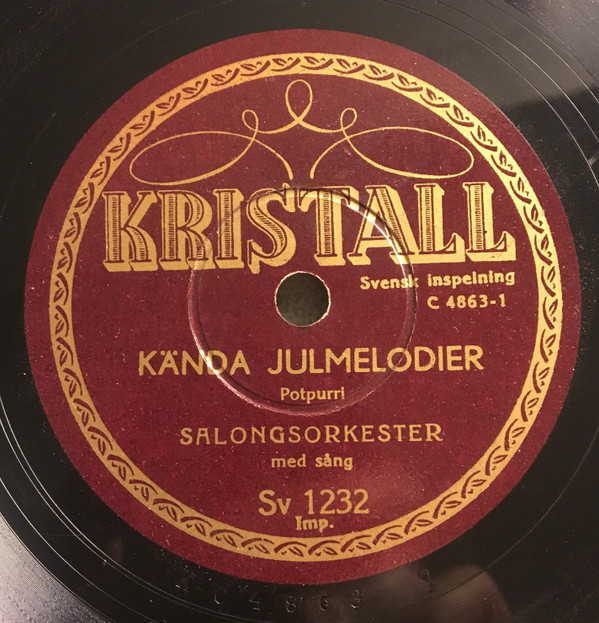 KRISTALL
Svensk inspelning
C 4863-1
KÄNDA JULMELODIER
Potpurri
SALONGSORKESTER
med sång
Sv 1232
Imp.